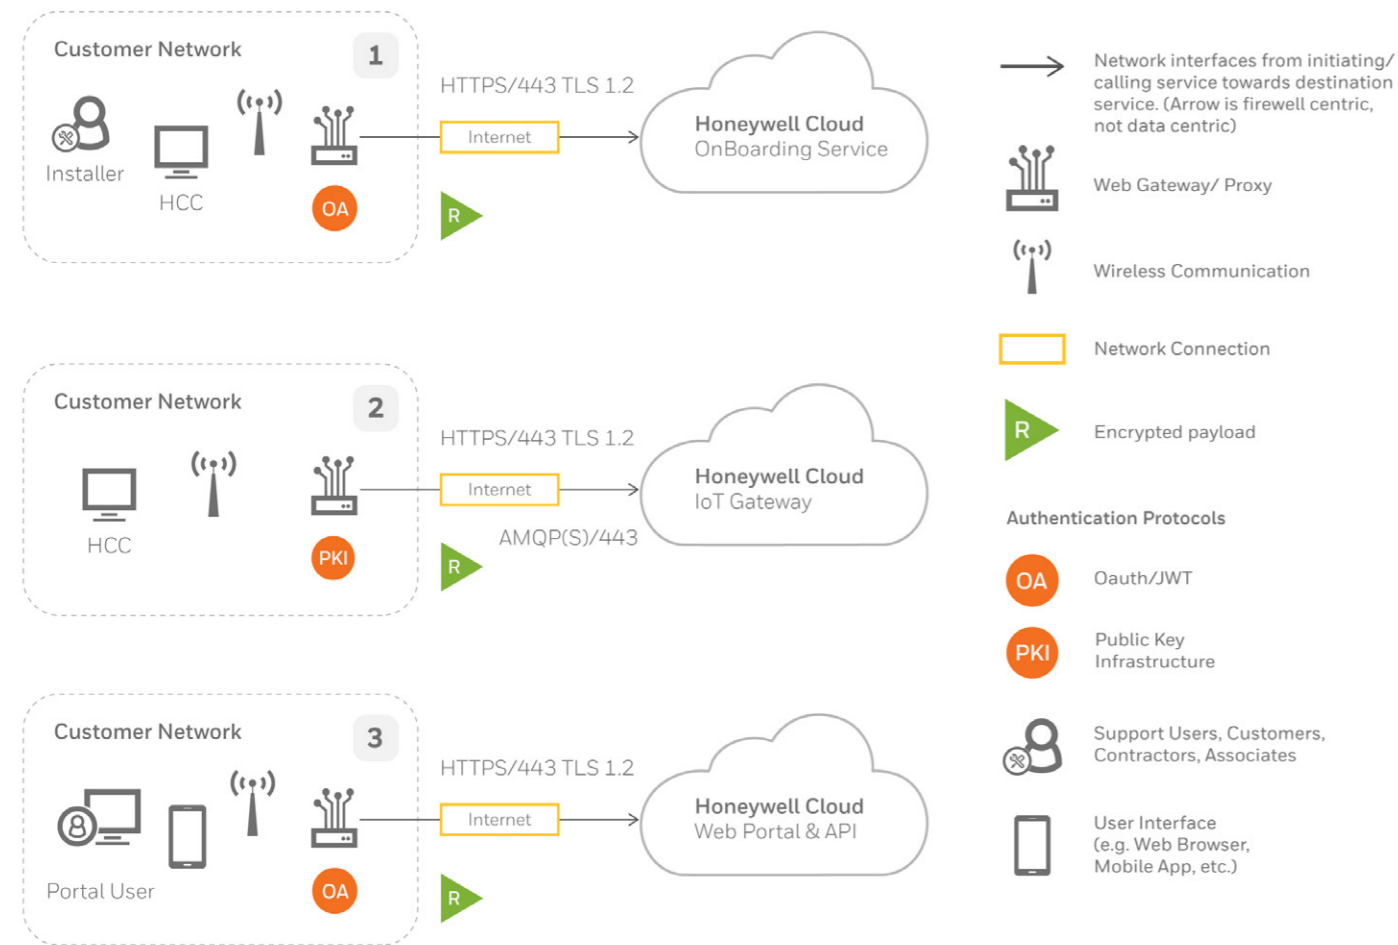 Customer Network
1
Installer
HCC
OA
HTTPS/443 TLS 1.2
Internet
R
Honeywell Cloud
OnBoarding Service
Customer Network
2
HCC
PKI
HTTPS/443 TLS 1.2
Internet
AMQP(S)/443
R
Honeywell Cloud
IoT Gateway
Customer Network
3
Portal User
OA
HTTPS/443 TLS 1.2
Internet
R
Honeywell Cloud
Web Portal & API
Network interfaces from initiating/
calling service towards destination
service. (Arrow is firewell centric,
not data centric)
Web Gateway/ Proxy
Wireless Communication
Network Connection
R
Encrypted payload
Authentication Protocols
OA
Oauth/JWT
PKI
Public Key
Infrastructure
Support Users, Customers,
Contractors, Associates
User Interface
(e.g. Web Browser,
Mobile App, etc.)